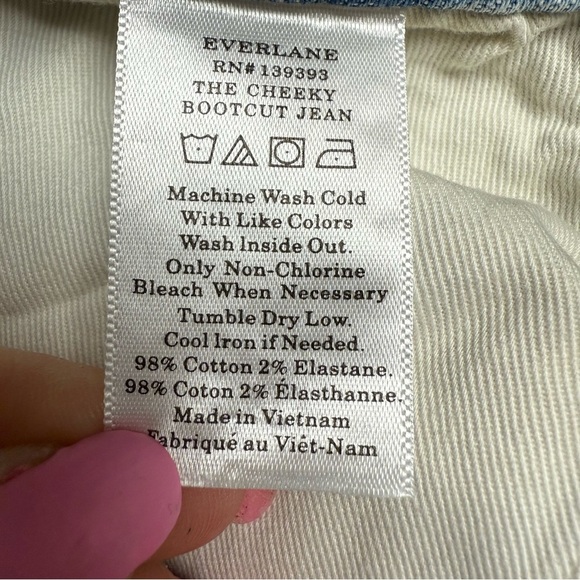 EVERLANE
RN# 139393
THE CHEEKY
BOOTCUT JEAN
Machine Wash Cold
With Like Colors
Wash Inside Out.
Only Non-Chlorine
Bleach When Necessary
Tumble Dry Low.
Cool Iron if Needed.
98% Cotton 2% Elastane.
98% Coton 2% Élasthanne.
Made in Vietnam
Fabriqué au Viêt-Nam